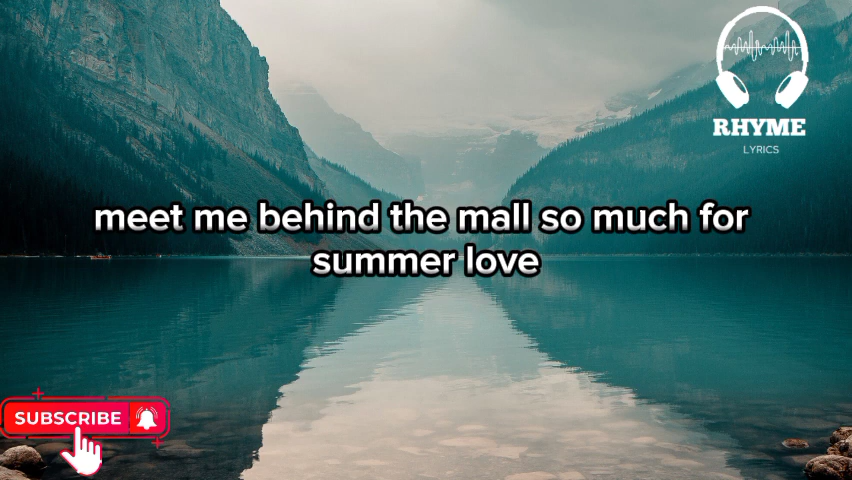 RHYME
LYRICS
meet me behind the mall so much for
summer love
SUBSCRIBE